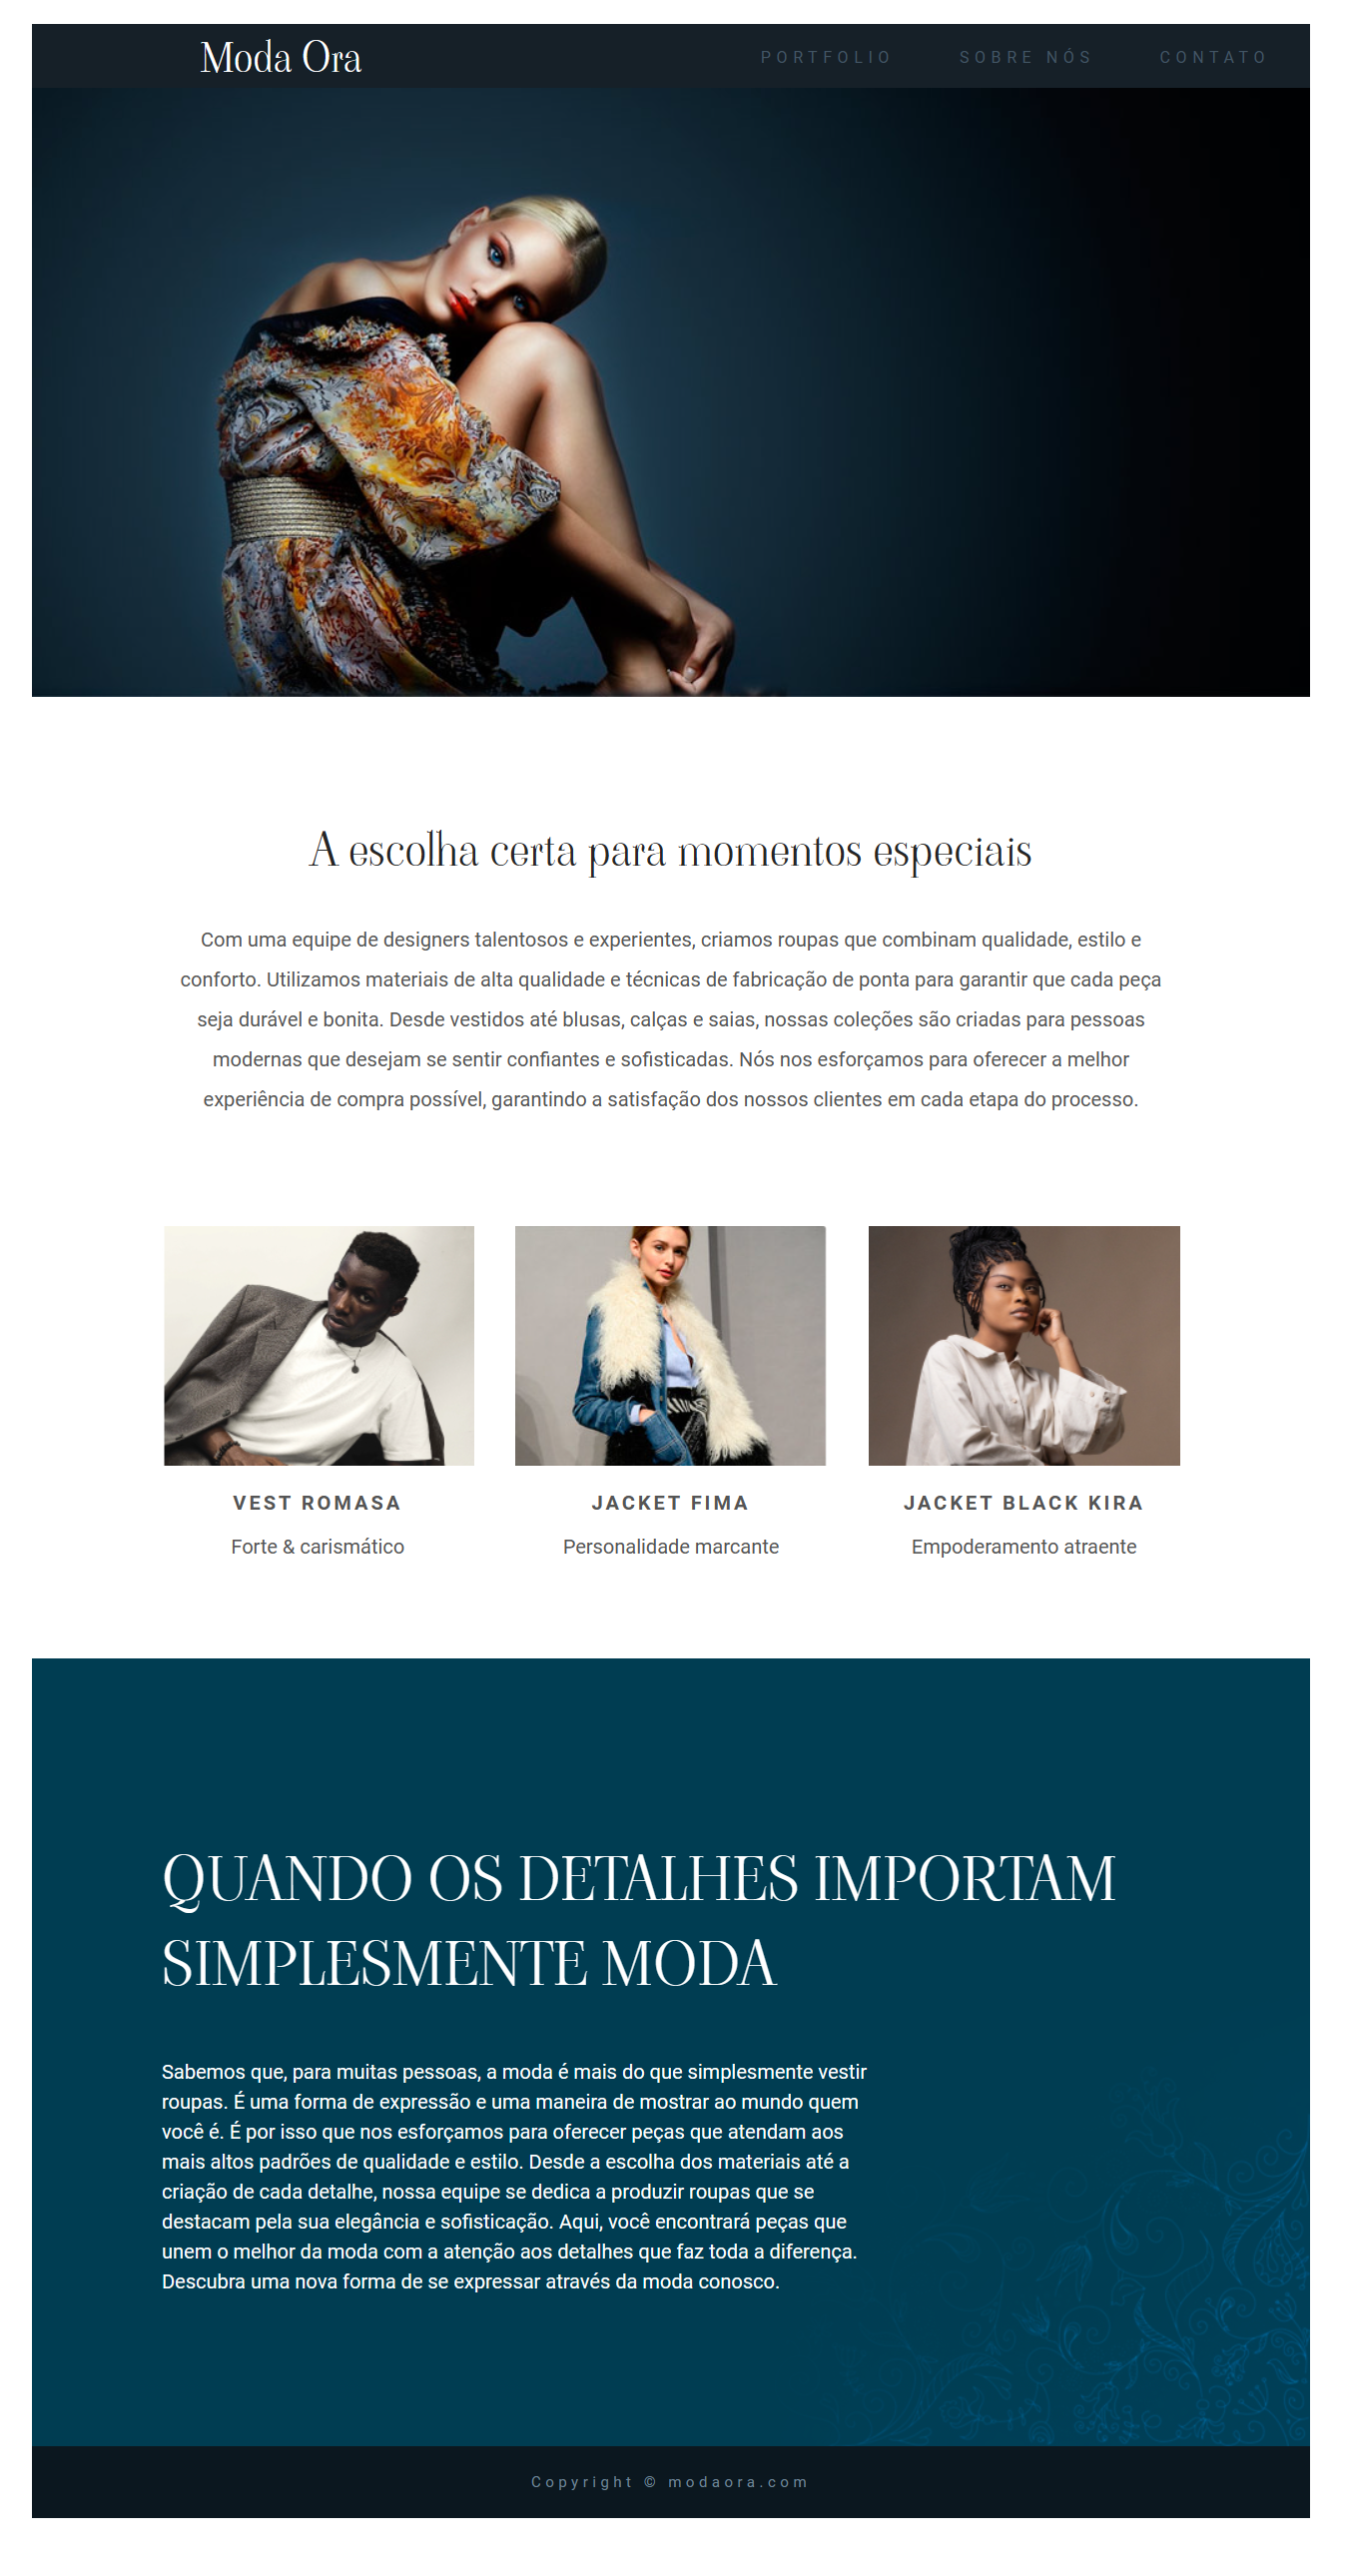 Moda Ora
PORTFOLIO SOBRE NÓS CONTATO
A escolha certa para momentos especiais
Com uma equipe de designers talentosos e experientes, criamos roupas que combinam qualidade, estilo e
conforto. Utilizamos materiais de alta qualidade e técnicas de fabricação de ponta para garantir que cada peça
seja durável e bonita. Desde vestidos até blusas, calças e saias, nossas coleções são criadas para pessoas
modernas que desejam se sentir confiantes e sofisticadas. Nós nos esforçamos para oferecer a melhor
experiência de compra possível, garantindo a satisfação dos nossos clientes em cada etapa do processo.
VEST ROMASA
Forte & carismático
JACKET FIMA
Personalidade marcante
JACKET BLACK KIRA
Empoderamento atraente
QUANDO OS DETALHES IMPORTAM
SIMPLESMENTE MODA
Sabemos que, para muitas pessoas, a moda é mais do que simplesmente vestir
roupas. É uma forma de expressão e uma maneira de mostrar ao mundo quem
você é. É por isso que nos esforçamos para oferecer peças que atendam aos
mais altos padrões de qualidade e estilo. Desde a escolha dos materiais até a
criação de cada detalhe, nossa equipe se dedica a produzir roupas que se
destacam pela sua elegância e sofisticação. Aqui, você encontrará peças que
unem o melhor da moda com a atenção aos detalhes que faz toda a diferença.
Descubra uma nova forma de se expressar através da moda conosco.
Copyright © modaora.com